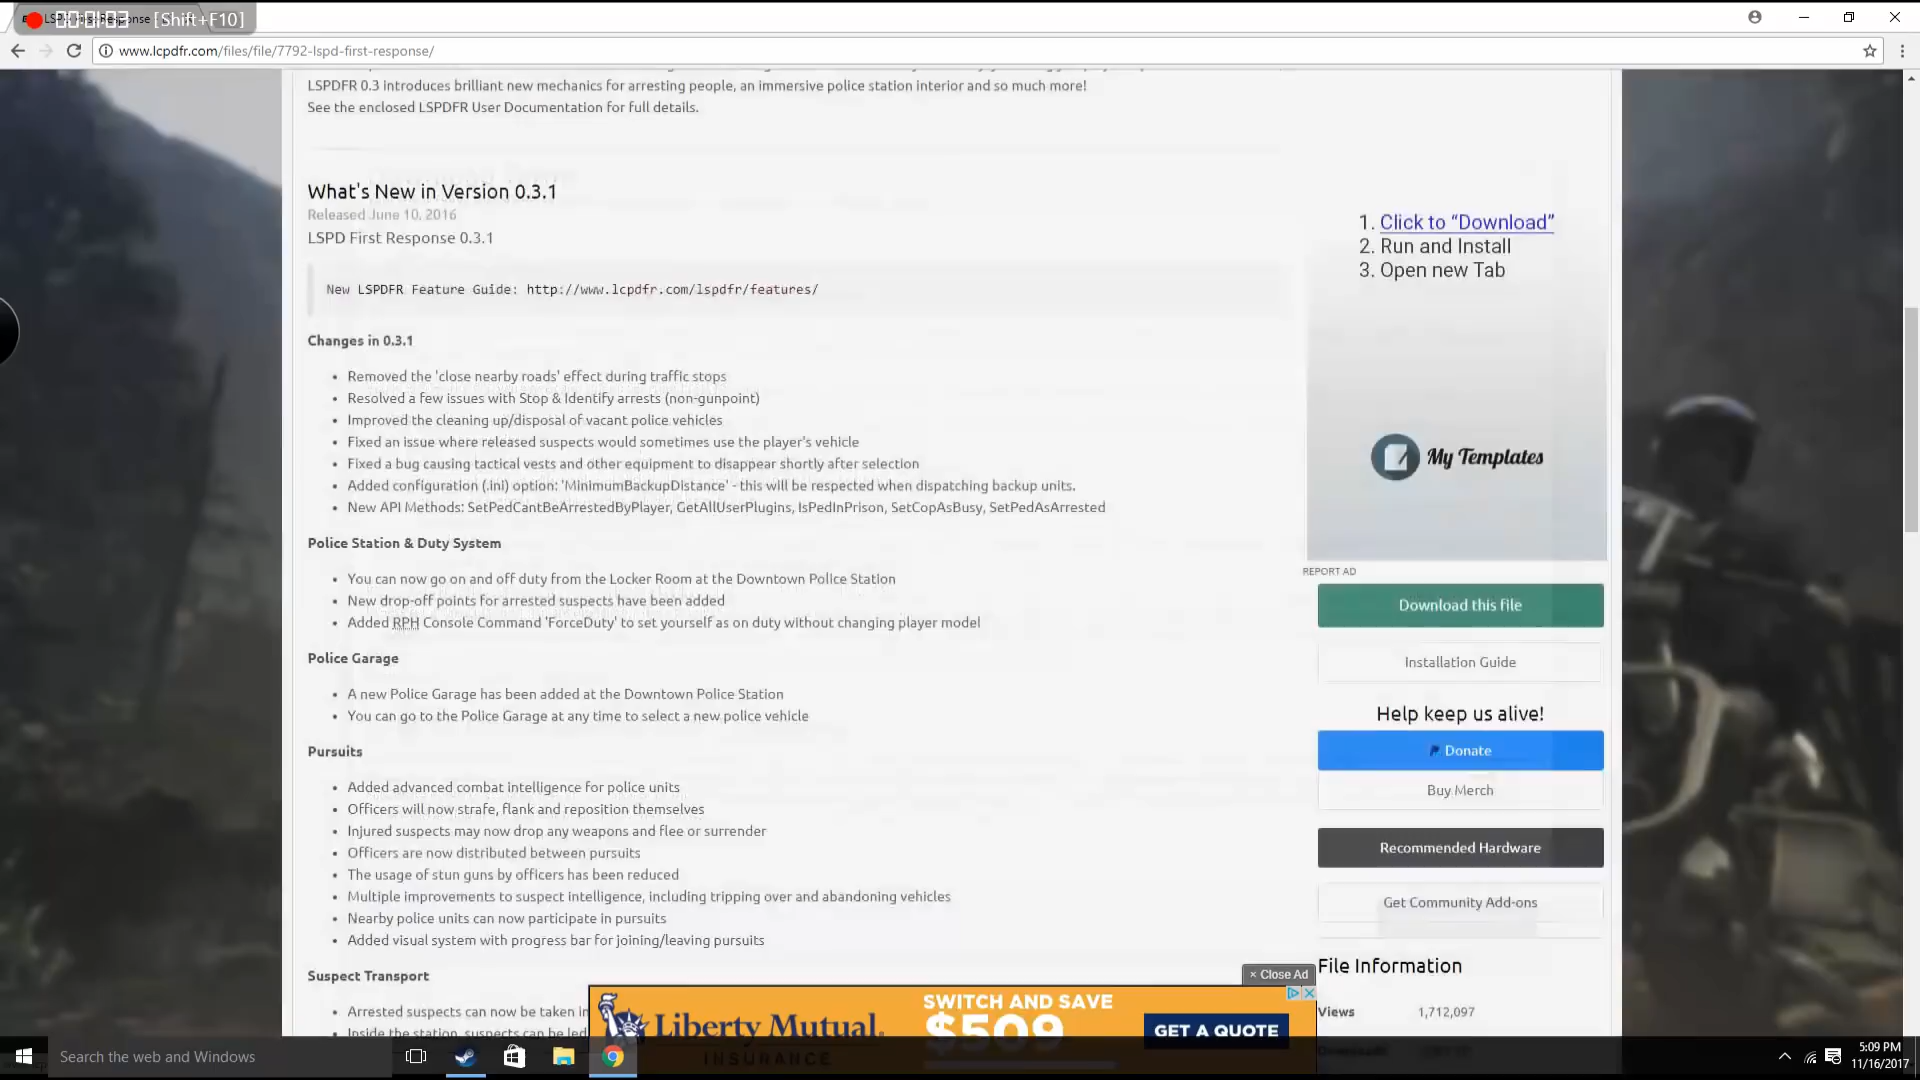 00:01:03 [Shift+F10]
www.lcpdfr.com/files/file/7792-lspd-first-response/
LSPDFR 0.3 introduces brilliant new mechanics for arresting people, an immersive police station interior and so much more!
See the enclosed LSPDFR User Documentation for full details.
What's New in Version 0.3.1
Released June 10, 2016
LSPD First Response 0.3.1
New LSPDFR Feature Guide: http://www.lcpdfr.com/lspdfr/features/
Changes in 0.3.1
• Removed the 'close nearby roads' effect during traffic stops
• Resolved a few issues with Stop & Identify arrests (non-gunpoint)
• Improved the cleaning up/disposal of vacant police vehicles
• Fixed an issue where released suspects would sometimes use the player's vehicle
• Fixed a bug causing tactical vests and other equipment to disappear shortly after selection
• Added configuration (.ini) option: 'MinimumBackupDistance' - this will be respected when dispatching backup units.
• New API Methods: SetPedCantBeArrestedByPlayer, GetAllUserPlugins, IsPedInPrison, SetCopAsBusy, SetPedAsArrested
Police Station & Duty System
• You can now go on and off duty from the Locker Room at the Downtown Police Station
• New drop-off points for arrested suspects have been added
• Added RPH Console Command 'ForceDuty' to set yourself as on duty without changing player model
Police Garage
• A new Police Garage has been added at the Downtown Police Station
• You can go to the Police Garage at any time to select a new police vehicle
Pursuits
• Added advanced combat intelligence for police units
• Officers will now strafe, flank and reposition themselves
• Injured suspects may now drop any weapons and flee or surrender
• Officers are now distributed between pursuits
• The usage of stun guns by officers has been reduced
• Multiple improvements to suspect intelligence, including tripping over and abandoning vehicles
• Nearby police units can now participate in pursuits
• Added visual system with progress bar for joining/leaving pursuits
Suspect Transport
• Arrested suspects can now be taken in
• Inside the station, suspects can be led
1. Click to “Download”
2. Run and Install
3. Open new Tab
My Templates
REPORT AD
Download this file
Installation Guide
Help keep us alive!
Donate
Buy Merch
Recommended Hardware
Get Community Add-ons
File Information
Views 1,712,097
× Close Ad
Liberty Mutual.
INSURANCE
SWITCH AND SAVE
$509
GET A QUOTE
Search the web and Windows
5:09 PM
11/16/2017